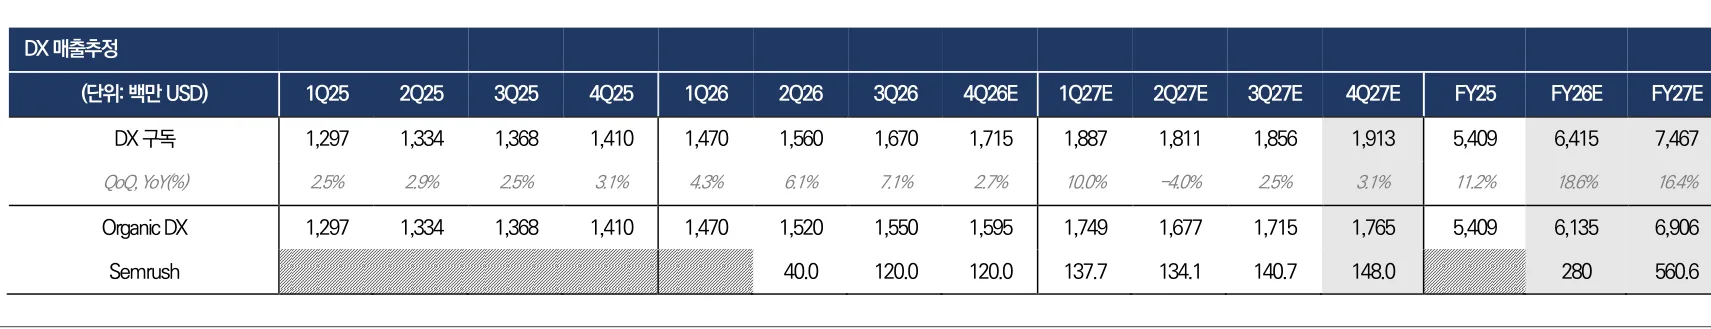 DX 매출추정
(단위: 백만 USD) 1Q25 2Q25 3Q25 4Q25 1Q26 2Q26 3Q26 4Q26E 1Q27E 2Q27E 3Q27E 4Q27E FY25 FY26E FY27E
DX 구독 1,297 1,334 1,368 1,410 1,470 1,560 1,670 1,715 1,887 1,811 1,856 1,913 5,409 6,415 7,467
QoQ, YoY(%) 2.5% 2.9% 2.5% 3.1% 4.3% 6.1% 7.1% 2.7% 10.0% -4.0% 2.5% 3.1% 11.2% 18.6% 16.4%
Organic DX 1,297 1,334 1,368 1,410 1,470 1,520 1,550 1,595 1,749 1,677 1,715 1,765 5,409 6,135 6,906
Semrush 40.0 120.0 120.0 137.7 134.1 140.7 148.0 280 560.6